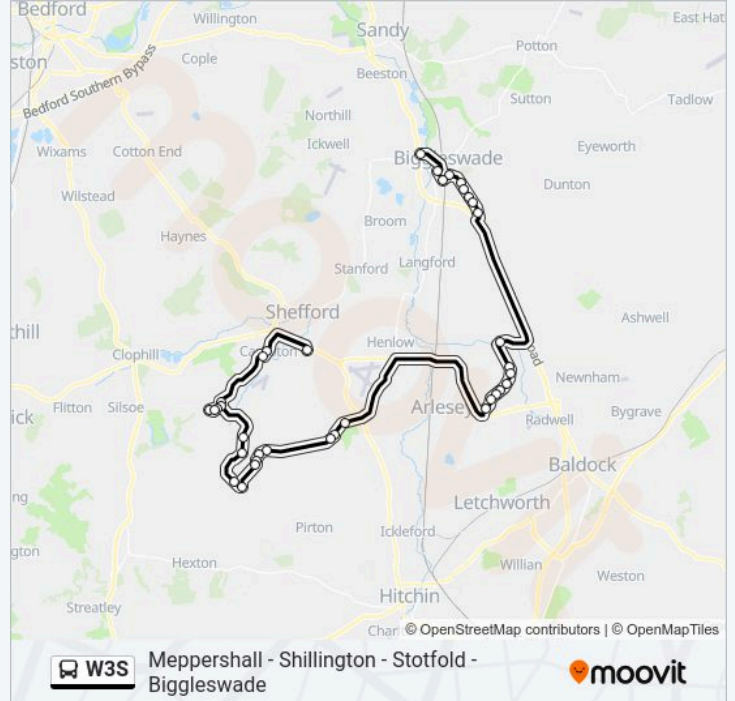 Bedford
Willington
Sandy
East Hat
Potton
Cople
ston
Beeston
Bedford Southern Bypass
Sutton
Tadlow
Northill
Ickwell
Eyeworth
Wixams
Cotton End
Biggleswade
Dunton
Wilstead
Broom
Haynes
Stanford
Langford
Shefford
Ashwell
thill
Henlow
Clophill
Newnham
Flitton
Silsoe
Arlesey
ick
Bygrave
Radwell
Baldock
ng
Letchworth
Pirton
Ickleford
gton
Hexton
Willian
Weston
Hitchin
Streatley
Charl
© OpenStreetMap contributors | © OpenMapTiles
W3S
Meppershall - Shillington - Stotfold -
Biggleswade
moovit